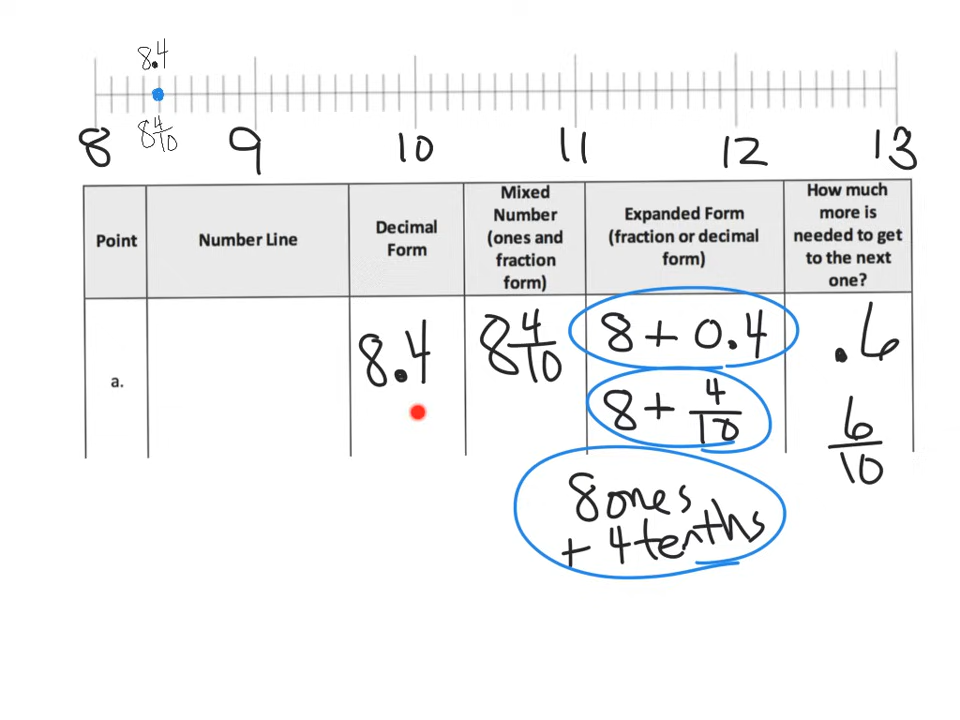 8.4
8 4/10
8 9 10 11 12 13
Point
Number Line
Decimal
Form
Mixed
Number
(ones and
fraction
form)
Expanded Form
(fraction or decimal
form)
How much
more is
needed to get
to the next
one?
a.
8.4
8 4/10
8 + 0.4
8 + 4/10
8 ones
+ 4 tenths
.6
6/10